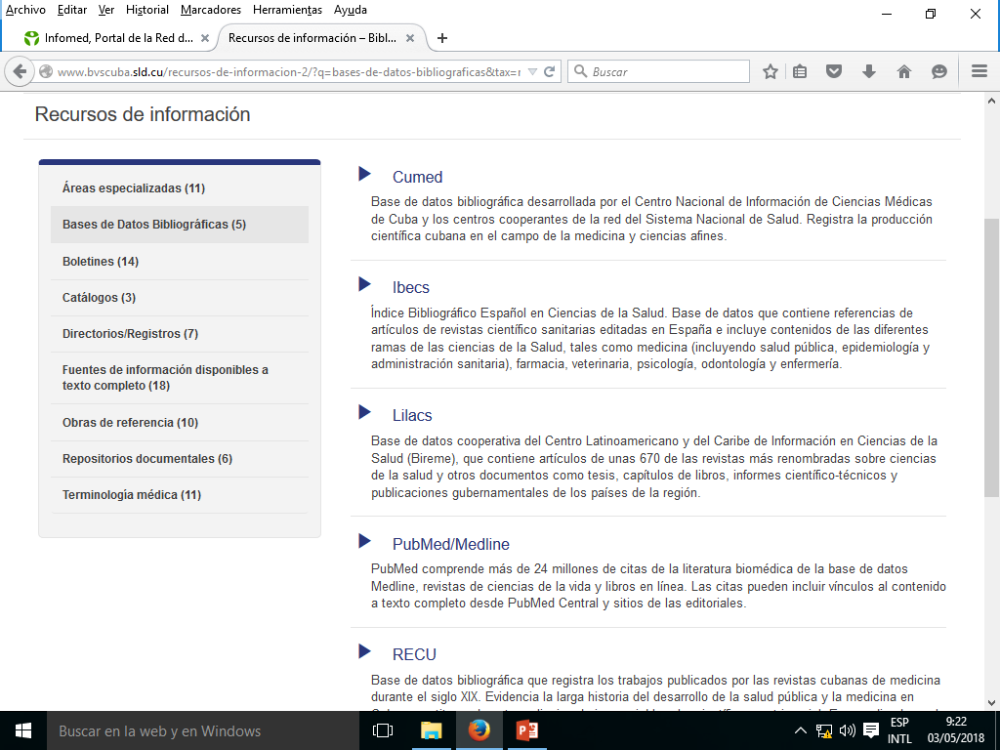 Archivo Editar Ver Historial Marcadores Herramientas Ayuda
Infomed, Portal de la Red d...
Recursos de información – Bibl...
www.bvscuba.sld.cu/recursos-de-informacion-2/?q=bases-de-datos-bibliograficas&tax=
Buscar
Recursos de información
Áreas especializadas (11)
Bases de Datos Bibliográficas (5)
Boletines (14)
Catálogos (3)
Directorios/Registros (7)
Fuentes de información disponibles a
texto completo (18)
Obras de referencia (10)
Repositorios documentales (6)
Terminología médica (11)
Cumed
Base de datos bibliográfica desarrollada por el Centro Nacional de Información de Ciencias Médicas
de Cuba y los centros cooperantes de la red del Sistema Nacional de Salud. Registra la producción
científica cubana en el campo de la medicina y ciencias afines.
Ibecs
Índice Bibliográfico Español en Ciencias de la Salud. Base de datos que contiene referencias de
artículos de revistas científico sanitarias editadas en España e incluye contenidos de las diferentes
ramas de las ciencias de la Salud, tales como medicina (incluyendo salud pública, epidemiología y
administración sanitaria), farmacia, veterinaria, psicología, odontología y enfermería.
Lilacs
Base de datos cooperativa del Centro Latinoamericano y del Caribe de Información en Ciencias de la
Salud (Bireme), que contiene artículos de unas 670 de las revistas más renombradas sobre ciencias
de la salud y otros documentos como tesis, capítulos de libros, informes científico-técnicos y
publicaciones gubernamentales de los países de la región.
PubMed/Medline
PubMed comprende más de 24 millones de citas de la literatura biomédica de la base de datos
Medline, revistas de ciencias de la vida y libros en línea. Las citas pueden incluir vínculos al contenido
a texto completo desde PubMed Central y sitios de las editoriales.
RECU
Base de datos bibliográfica que registra los trabajos publicados por las revistas cubanas de medicina
durante el siglo XIX. Evidencia la larga historia del desarrollo de la salud pública y la medicina en
Buscar en la web y en Windows
ESP
INTL
9:22
03/05/2018